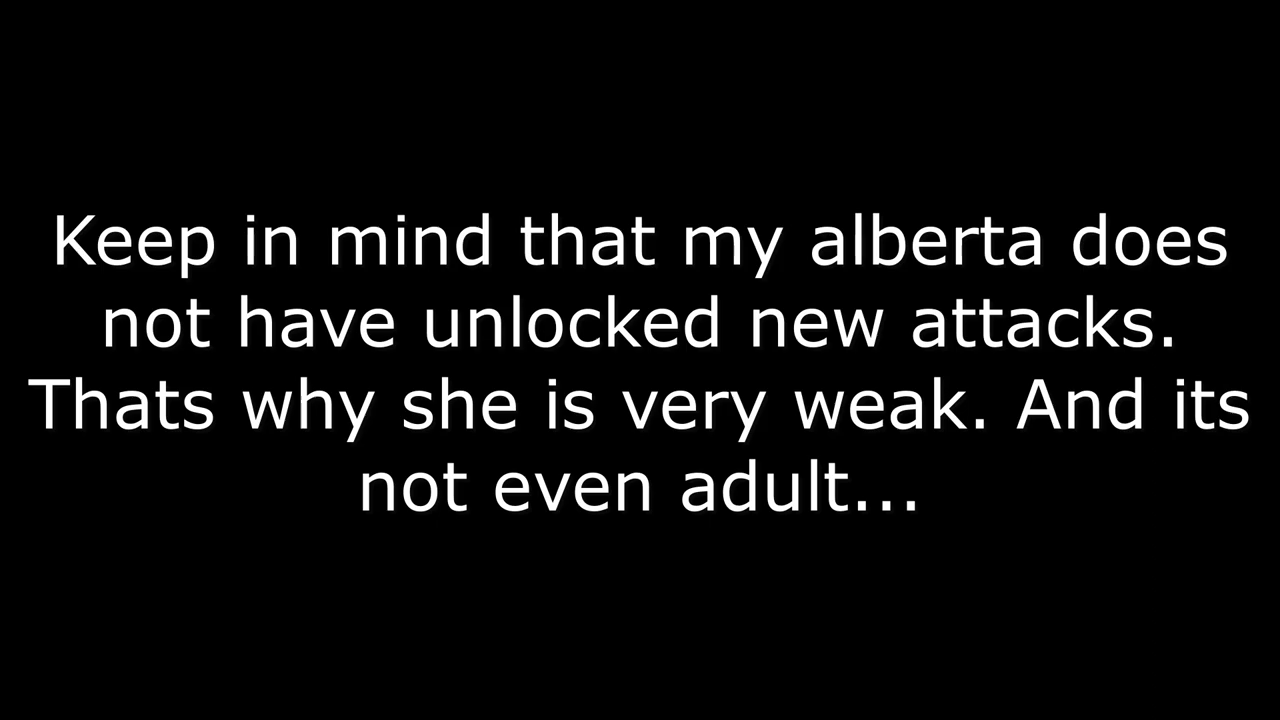 Keep in mind that my alberta does
not have unlocked new attacks.
Thats why she is very weak. And its
not even adult...